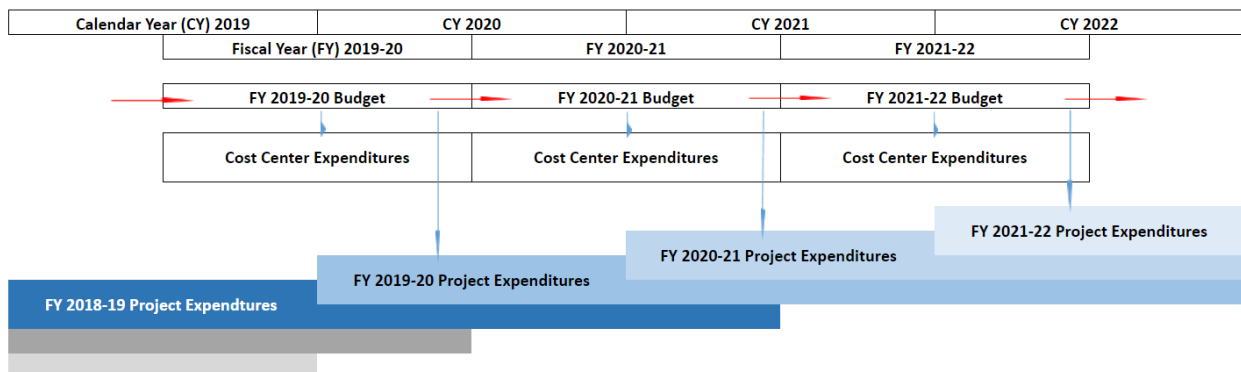 Calendar Year (CY) 2019
CY 2020
CY 2021
CY 2022
Fiscal Year (FY) 2019-20
FY 2020-21
FY 2021-22
FY 2019-20 Budget
FY 2020-21 Budget
FY 2021-22 Budget
Cost Center Expenditures
Cost Center Expenditures
Cost Center Expenditures
FY 2021-22 Project Expenditures
FY 2020-21 Project Expenditures
FY 2019-20 Project Expenditures
FY 2018-19 Project Expendtures